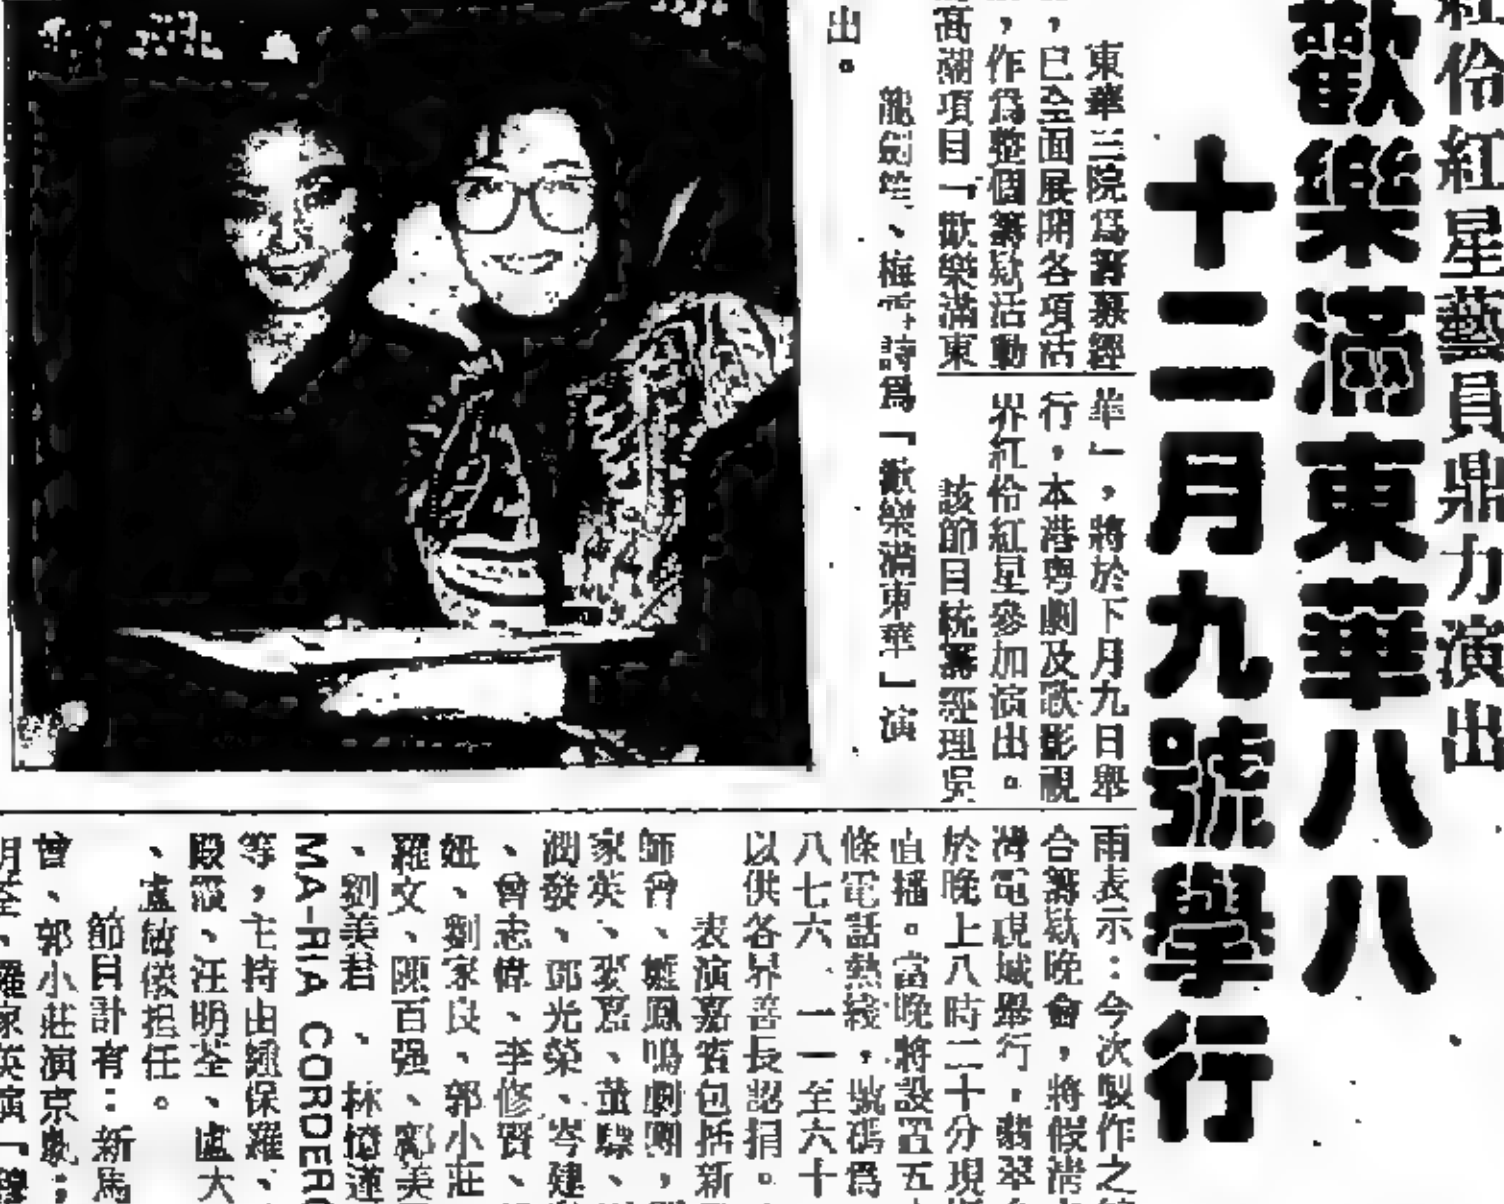 紅伶紅星藝員鼎力演出
歡樂滿東華八八
十二月九號舉行
東華三院為籌募經
，已全面展開各項活
，作為整個籌募活動
高潮項目「歡樂滿東
華」，將於下月九日舉
行，本港粵劇及歌影視
界紅伶紅星參加演出。
該節目統籌經理吳
雨表示：今次製作之
合籌募晚會，將假清
灣電視城舉行，翡翠
於晚上八時二十分現
直播。當晚將設置五
條電話熱綫，號碼為
八七六、一一至六十
以供各界善長認捐。
表演嘉賓包括新
師曾、雛鳳鳴劇團，
家英、
潤發、鄧光榮、岑建
、曾志偉、李修賢、
妞、劉家良、郭小莊
羅文、陳百强、鄺美
、劉美君、林憶蓮
MA-RIA CORDERO
等，主持由鍾保羅、
、汪明荃、盧大
、盧敏儀担任。
節目計有：新馬
曾、郭小莊演京劇；
明荃、羅家英演「
龍劍笙、梅雪詩為「歡樂滿東華」演
出。